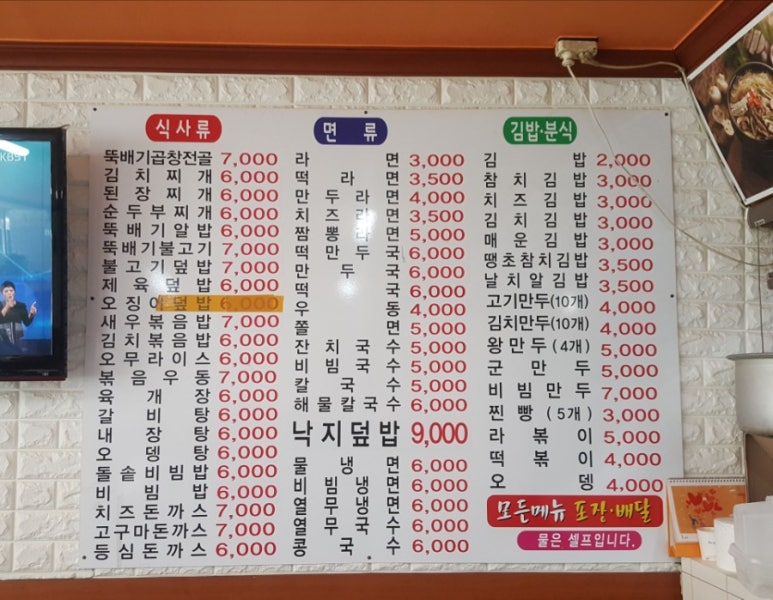 KBS1
식사류
뚝배기곱창전골 7,000
김치찌개 6,000
된장찌개 6,000
순두부찌개 6,000
뚝배기알밥 6,000
뚝배기불고기 7,000
불고기덮밥 7,000
제육덮밥 6,000
오징어덮밥 6,000
새우볶음밥 7,000
김치볶음밥 6,000
오무라이스 6,000
볶음우동 7,000
육개장 6,000
갈비탕 6,000
내장탕 6,000
오뎅탕 6,000
돌솥비빔밥 6,000
비빔밥 6,000
치즈돈까스 7,000
고구마돈까스 7,000
등심돈까스 6,000
면류
라면 3,000
떡라면 3,500
만두라면 4,000
치즈라면 3,500
짬뽕라면 5,000
떡만두국 6,000
만두국 6,000
떡국 6,000
우동 4,000
쫄면 5,000
잔치국수 5,000
비빔국수 5,000
칼국수 5,000
해물칼국수 6,000
낙지덮밥 9,000
물냉면 6,000
비빔냉면 6,000
열무냉면 6,000
열무국수 6,000
콩국수 6,000
김밥·분식
김밥 2,000
참치김밥 3,000
치즈김밥 3,000
김치김밥 3,000
매운김밥 3,000
땡초참치김밥 3,500
날치알김밥 3,500
고기만두(10개) 4,000
김치만두(10개) 4,000
왕만두(4개) 5,000
군만두 5,000
비빔만두 7,000
찐빵(5개) 3,000
라볶이 5,000
떡볶이 4,000
오뎅 4,000
모든메뉴 포장·배달
물은 셀프입니다.